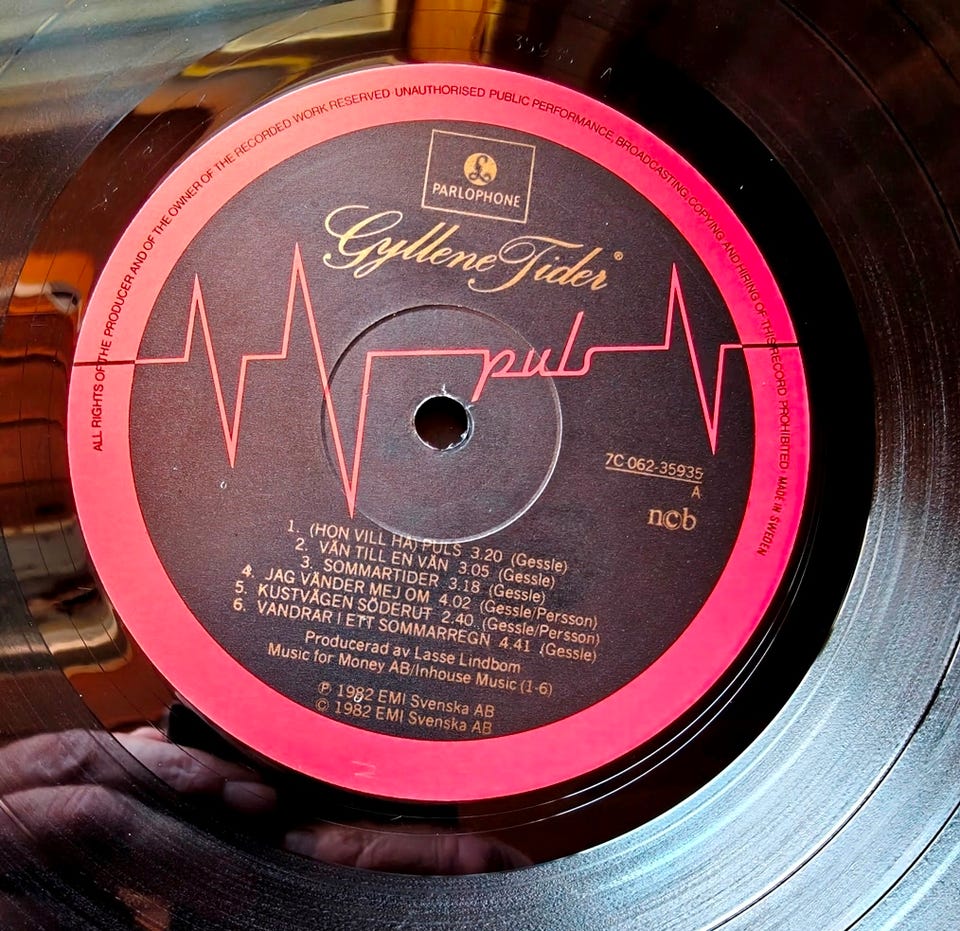 ALL RIGHTS OF THE PRODUCER AND OF THE OWNER OF THE RECORDED WORK RESERVED · UNAUTHORISED PUBLIC PERFORMANCE, BROADCASTING, COPYING AND HIRING OF THIS RECORD PROHIBITED · MADE IN SWEDEN
£
PARLOPHONE
Gyllene Tider®
puls
7C-062-35935
A
ncb
1. (HON VILL HA) PULS 3.20 (Gessle)
2. VÄN TILL EN VÄN 3.05 (Gessle)
3. SOMMARTIDER 3.18 (Gessle)
4. JAG VÄNDER MEJ OM 4.02 (Gessle/Persson)
5. KUSTVÄGEN SÖDERUT 2.40 (Gessle/Persson)
6. VANDRAR I ETT SOMMARREGN 4.41 (Gessle)
Producerad av Lasse Lindbom
Music for Money AB/Inhouse Music (1-6)
℗ 1982 EMI Svenska AB
© 1982 EMI Svenska AB